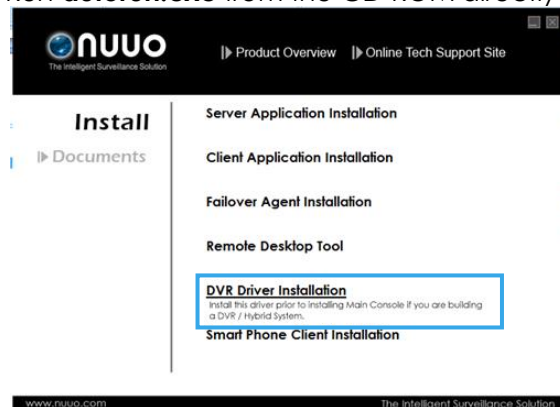 nuuo
The Intelligent Surveillance Solution
Product Overview
Online Tech Support Site
Install
Documents
Server Application Installation
Client Application Installation
Failover Agent Installation
Remote Desktop Tool
DVR Driver Installation
Install this driver prior to installing Main Console if you are building
a DVR / Hybrid System.
Smart Phone Client Installation
www.nuuo.com
The Intelligent Surveillance Solution